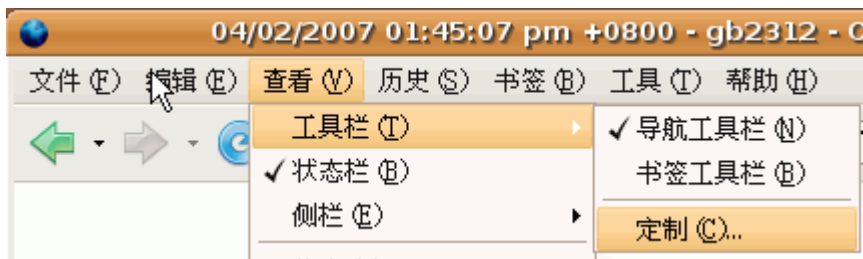 04/02/2007 01:45:07 pm +0800 - gb2312 -
文件(F) 编辑(E) 查看(V) 历史(S) 书签(B) 工具(T) 帮助(H)
工具栏(T)
✓导航工具栏(N)
✓状态栏(B)
书签工具栏(B)
侧栏(E)
定制(C)...